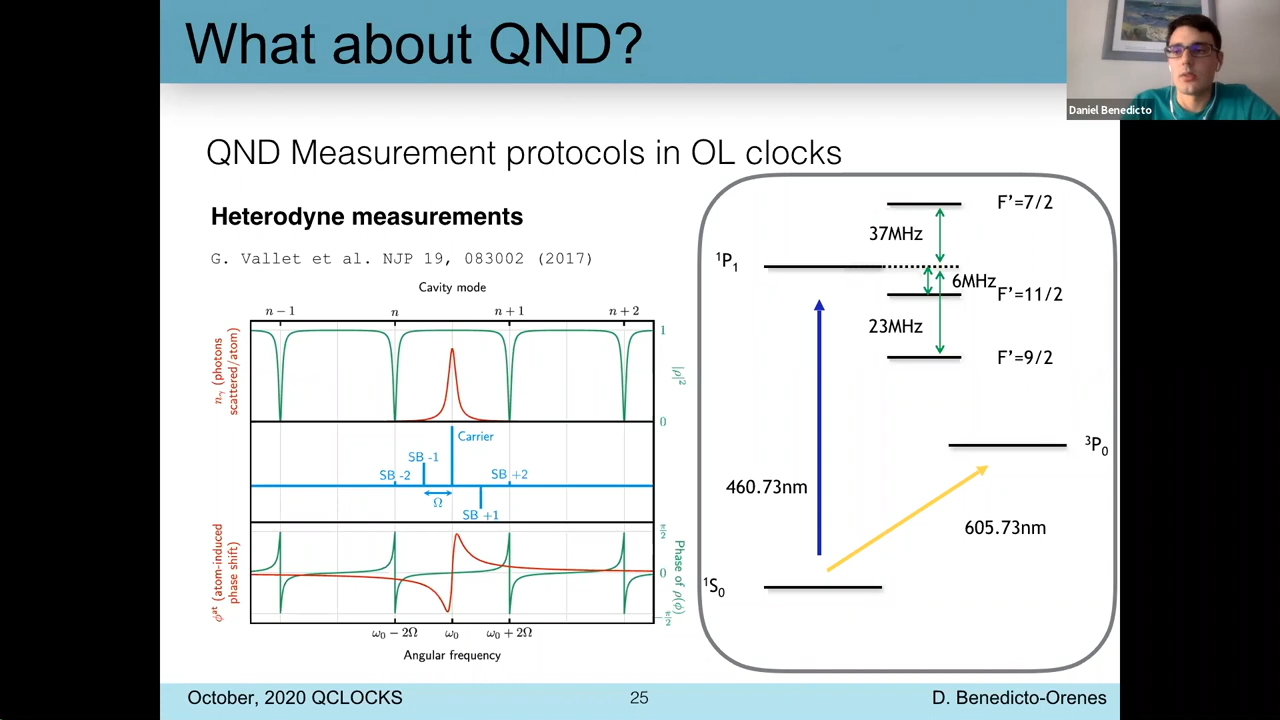 What about QND?
Daniel Benedicto
QND Measurement protocols in OL clocks
Heterodyne measurements
G. Vallet et al. NJP 19, 083002 (2017)
Cavity mode
n − 1
n
n + 1
n + 2
nγ (photons
scattered/atom)
1
|ρ|²
0
Carrier
SB -1
SB -2
SB +2
Ω
SB +1
ϕᵃᵗ (atom-induced
phase shift)
π/2
0
−π/2
Phase of ρ(ϕ)
ω₀ − 2Ω
ω₀
ω₀ + 2Ω
Angular frequency
F'=7/2
37MHz
¹P₁
6MHz
F'=11/2
23MHz
F'=9/2
³P₀
460.73nm
605.73nm
¹S₀
October, 2020 QCLOCKS
25
D. Benedicto-Orenes